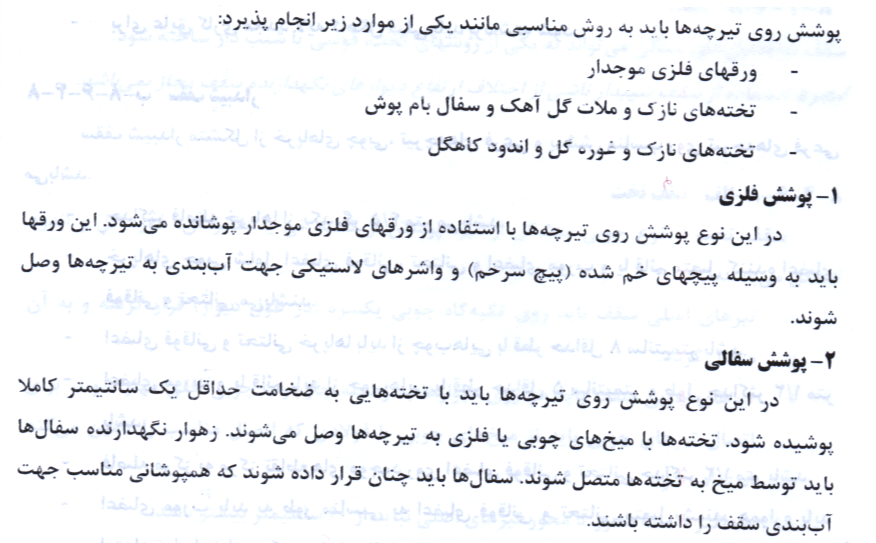 پوشش روی تیرچه‌ها باید به روش مناسبی مانند یکی از موارد زیر انجام پذیرد:
- ورقهای فلزی موجدار
- تخته‌های نازک و ملات گل آهک و سفال بام پوش
- تخته‌های نازک و خوره گل و اندود کاهگل
۱- پوشش فلزی
در این نوع پوشش روی تیرچه‌ها با استفاده از ورقهای فلزی موجدار پوشانده می‌شود. این ورقها
باید به وسیله پیچهای خم شده (پیچ سرخم) و واشرهای لاستیکی جهت آب‌بندی به تیرچه‌ها وصل
شوند.
۲- پوشش سفالی
در این نوع پوشش روی تیرچه‌ها باید با تخته‌هایی به ضخامت حداقل یک سانتیمتر کاملا
پوشیده شود. تخته‌ها با میخ‌های چوبی یا فلزی به تیرچه‌ها وصل می‌شوند. زهوار نگهدارنده سفال‌ها
باید توسط میخ به تخته‌ها متصل شوند. سفال‌ها باید چنان قرار داده شوند که همپوشانی مناسب جهت
آب‌بندی سقف را داشته باشند.